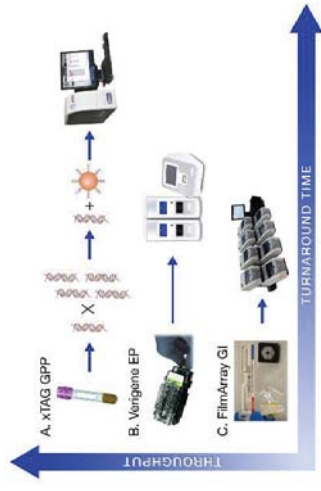 A. xTAG GPP
X
+
B. Verigene EP
C. FilmArray GI
THROUGHPUT
TURNAROUND TIME